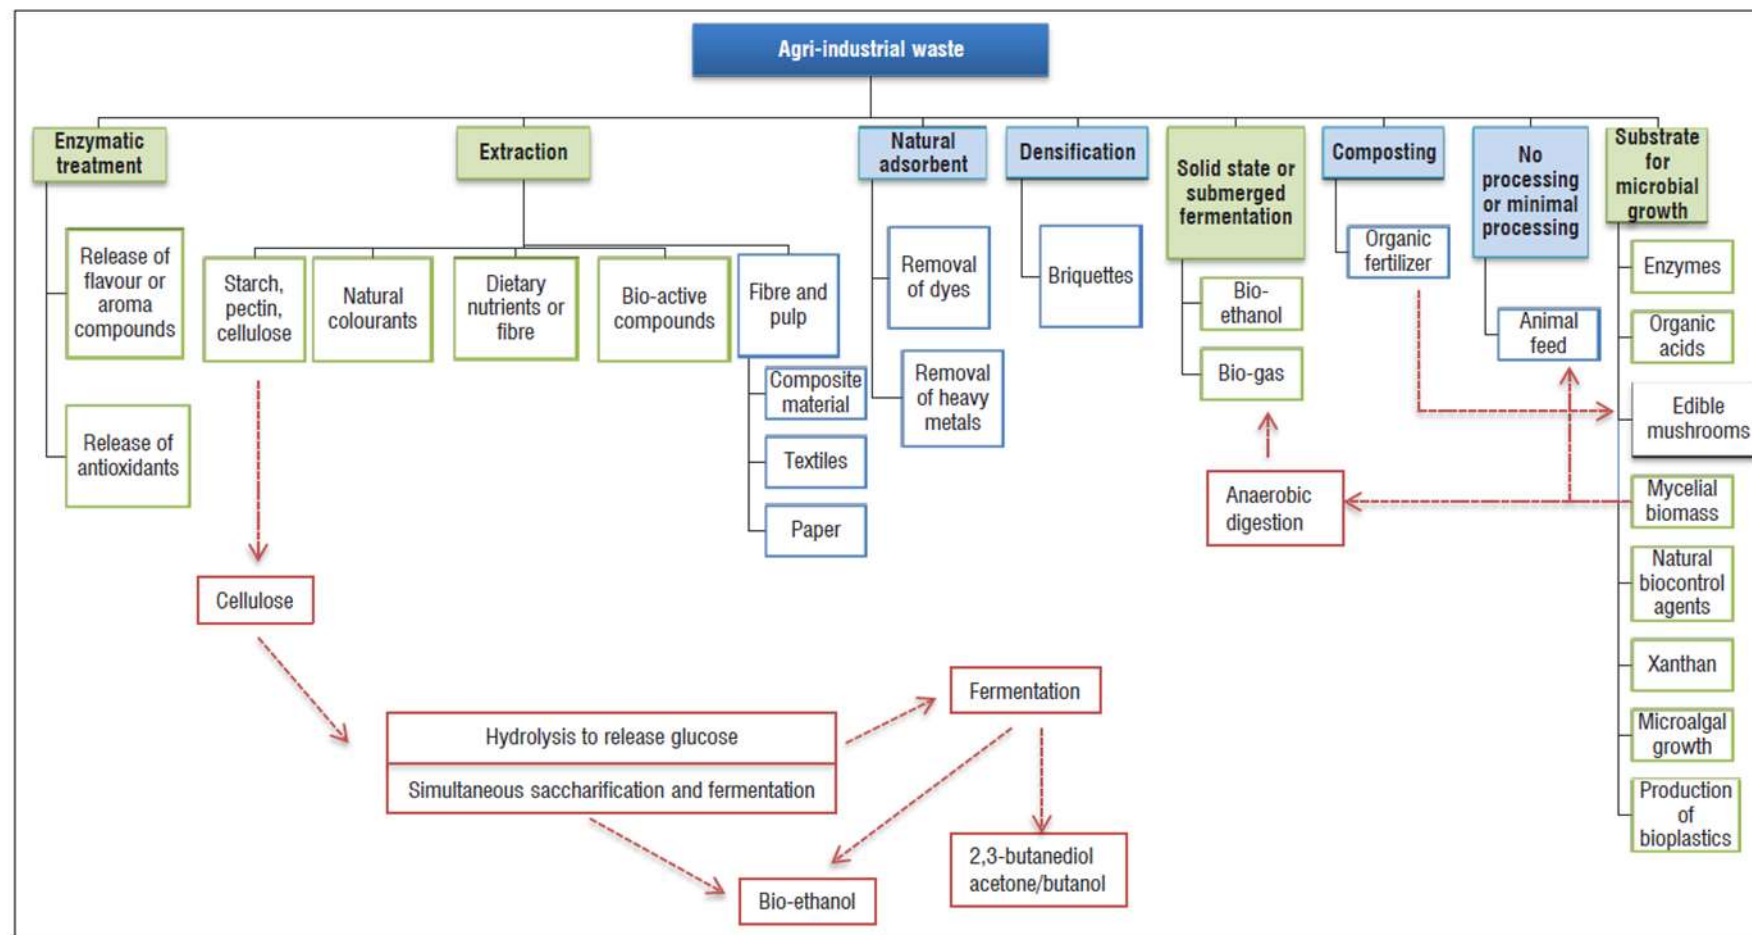 Agri-industrial waste
Enzymatic
treatment
Extraction
Natural
adsorbent
Densification
Solid state or
submerged
fermentation
Composting
No
processing
or minimal
processing
Substrate
for
microbial
growth
Release of
flavour or
aroma
compounds
Release of
antioxidants
Starch,
pectin,
cellulose
Natural
colourants
Dietary
nutrients or
fibre
Bio-active
compounds
Fibre and
pulp
Composite
material
Textiles
Paper
Removal
of dyes
Removal
of heavy
metals
Briquettes
Bio-
ethanol
Bio-gas
Organic
fertilizer
Animal
feed
Enzymes
Organic
acids
Edible
mushrooms
Mycelial
biomass
Natural
biocontrol
agents
Xanthan
Microalgal
growth
Production
of
bioplastics
Anaerobic
digestion
Cellulose
Hydrolysis to release glucose
Simultaneous saccharification and fermentation
Fermentation
2,3-butanediol
acetone/butanol
Bio-ethanol